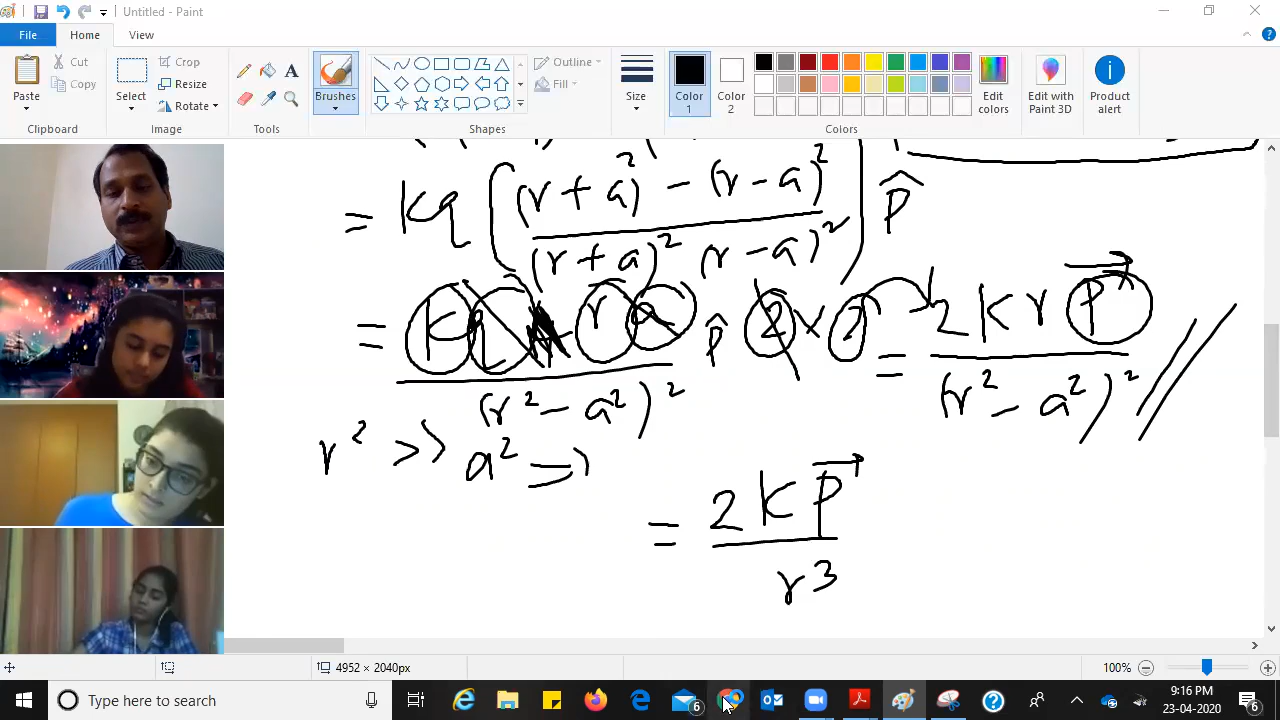 Untitled - Paint
File Home View
Paste Cut Copy
Clipboard
Select Crop Resize Rotate
Image
Tools
Brushes
Outline Fill
Shapes
Size
Color 1
Color 2
Colors
Edit colors
Edit with Paint 3D
Product alert
= Kq ( (r + a)² - (r - a)² / (r + a)² (r - a)² ) p̂
= K q r a / (r² - a²)² p̂ 2 × 2 = 2 K r p⃗ / (r² - a²)² //
r² >> a² ⇒
= 2 K p⃗ / r³
4952 × 2040px
100%
Type here to search
6
9:16 PM
23-04-2020
6